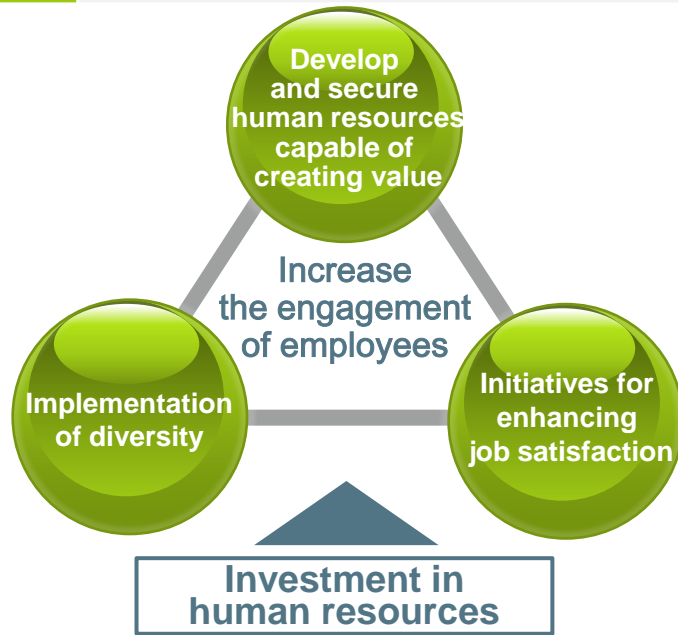 Develop
and secure
human resources
capable of
creating value
Increase
the engagement
of employees
Implementation
of diversity
Initiatives for
enhancing
job satisfaction
Investment in
human resources